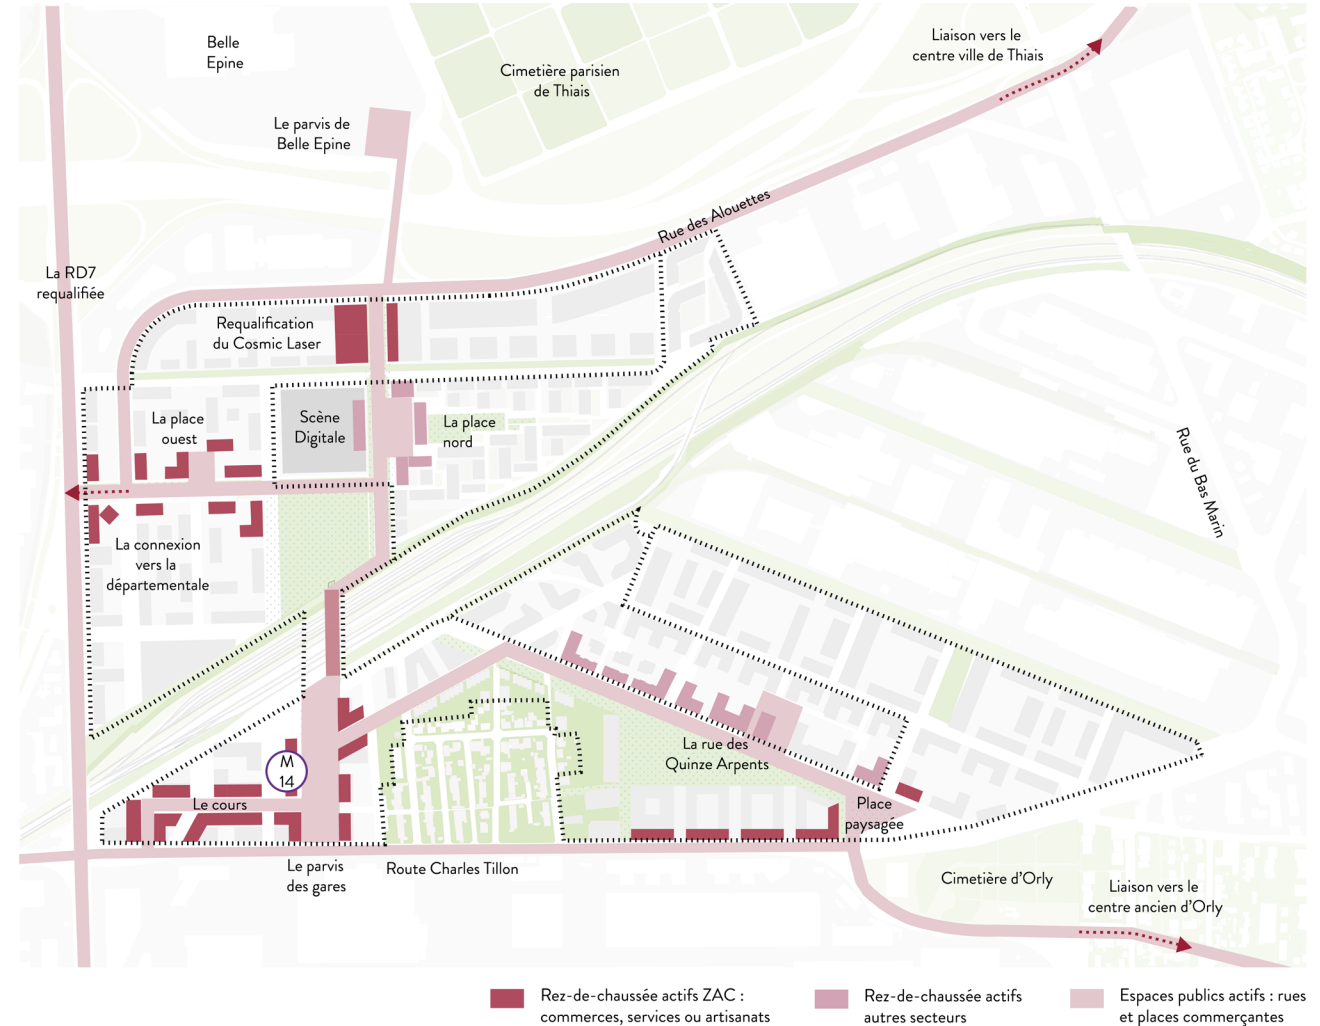 Belle
Epine
Cimetière parisien
de Thiais
Liaison vers le
centre ville de Thiais
Le parvis de
Belle Epine
Rue des Alouettes
La RD7
requalifiée
Requalification
du Cosmic Laser
La place
ouest
Scène
Digitale
La place
nord
Rue du Bas Marin
La connexion
vers la
départementale
La rue des
Quinze Arpents
M
14
Le cours
Place
paysagée
Le parvis
des gares
Route Charles Tillon
Cimetière d'Orly
Liaison vers le
centre ancien d'Orly
Rez-de-chaussée actifs ZAC :
commerces, services ou artisanats
Rez-de-chaussée actifs
autres secteurs
Espaces publics actifs : rues
et places commerçantes